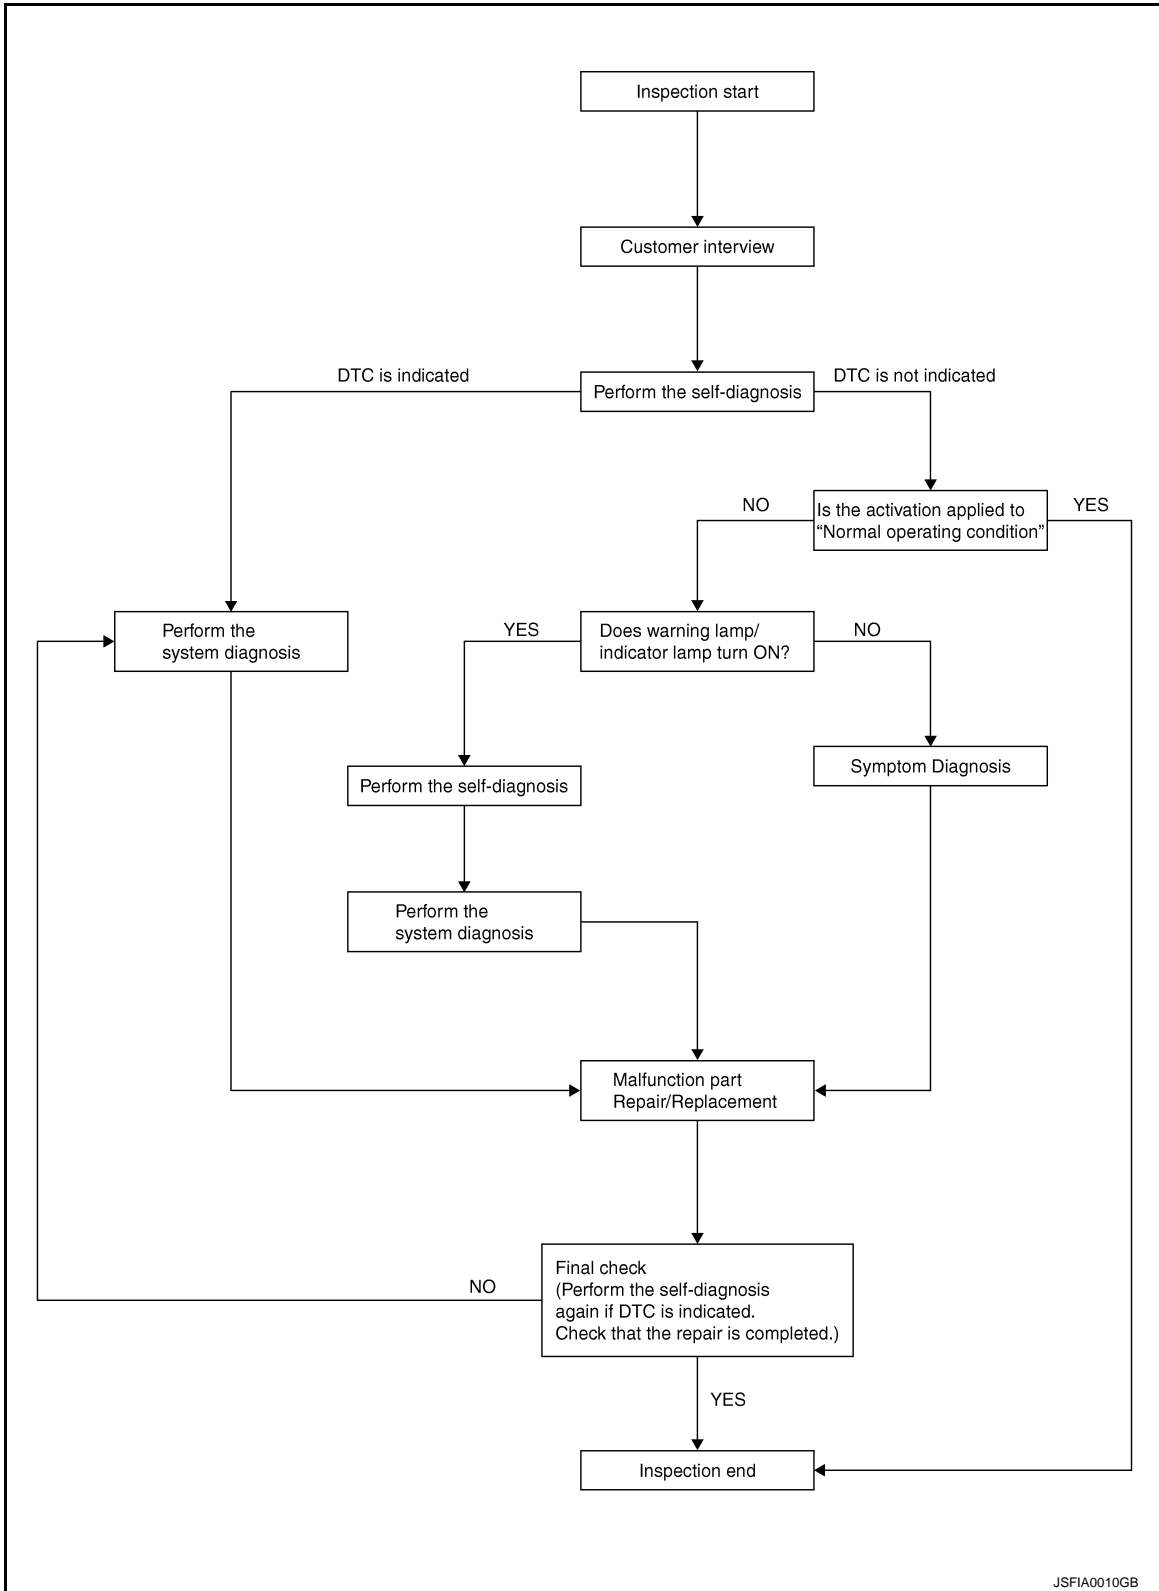 Inspection start
Customer interview
DTC is indicated
DTC is not indicated
Perform the self-diagnosis
NO
Is the activation applied to
“Normal operating condition”
YES
Perform the
system diagnosis
YES
Does warning lamp/
indicator lamp turn ON?
NO
Perform the self-diagnosis
Symptom Diagnosis
Perform the
system diagnosis
Malfunction part
Repair/Replacement
NO
Final check
(Perform the self-diagnosis
again if DTC is indicated.
Check that the repair is completed.)
YES
Inspection end
JSFIA0010GB